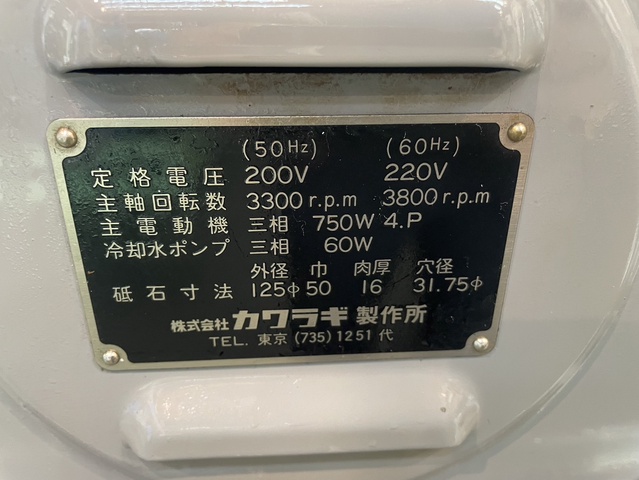 (50Hz) (60Hz)
定格電圧 200V 220V
主軸回転数 3300r.p.m 3800r.p.m
主電動機 三相 750W 4.P
冷却水ポンプ 三相 60W
外径 巾 肉厚 穴径
砥石寸法 125φ 50 16 31.75φ
株式会社 カワラギ 製作所
TEL. 東京 (735) 1251 代